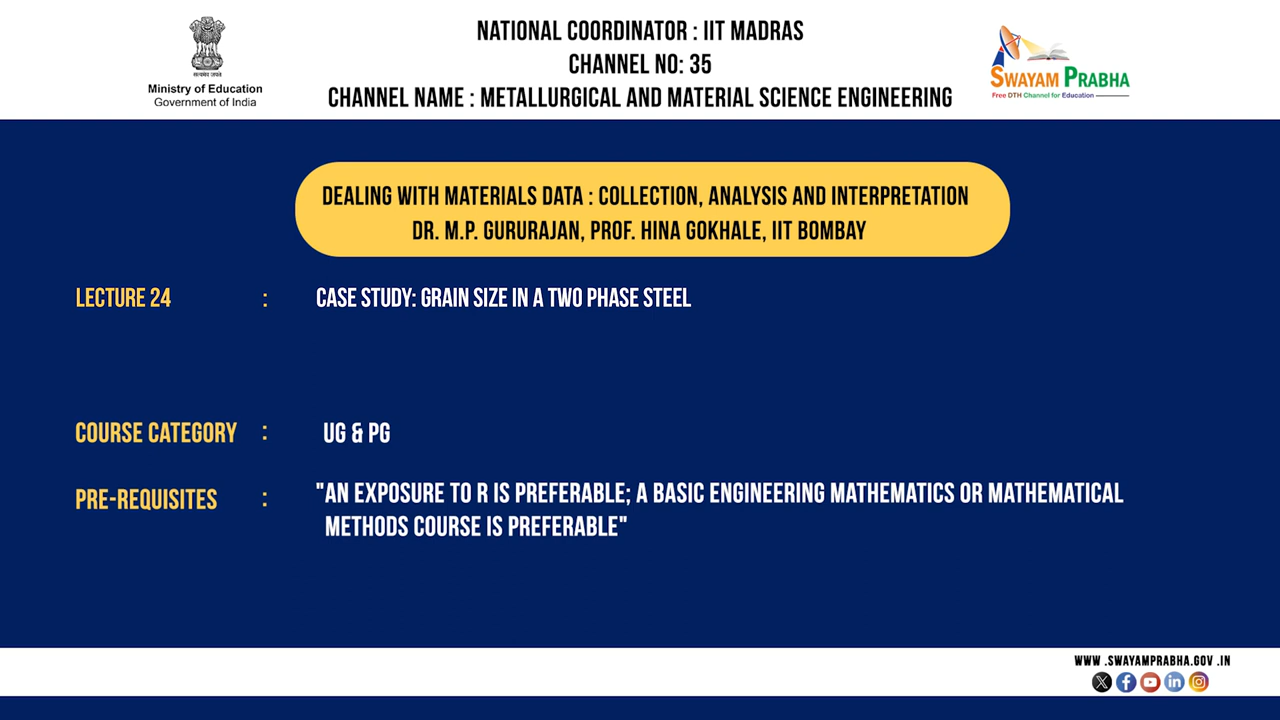 NATIONAL COORDINATOR : IIT MADRAS
CHANNEL NO: 35
CHANNEL NAME : METALLURGICAL AND MATERIAL SCIENCE ENGINEERING
सत्यमेव जयते
Ministry of Education
Government of India
SWAYAM PRABHA
Free DTH Channel for Education
DEALING WITH MATERIALS DATA : COLLECTION, ANALYSIS AND INTERPRETATION
DR. M.P. GURURAJAN, PROF. HINA GOKHALE, IIT BOMBAY
LECTURE 24 : CASE STUDY: GRAIN SIZE IN A TWO PHASE STEEL
COURSE CATEGORY : UG & PG
PRE-REQUISITES : "AN EXPOSURE TO R IS PREFERABLE; A BASIC ENGINEERING MATHEMATICS OR MATHEMATICAL
METHODS COURSE IS PREFERABLE"
WWW .SWAYAMPRABHA.GOV .IN